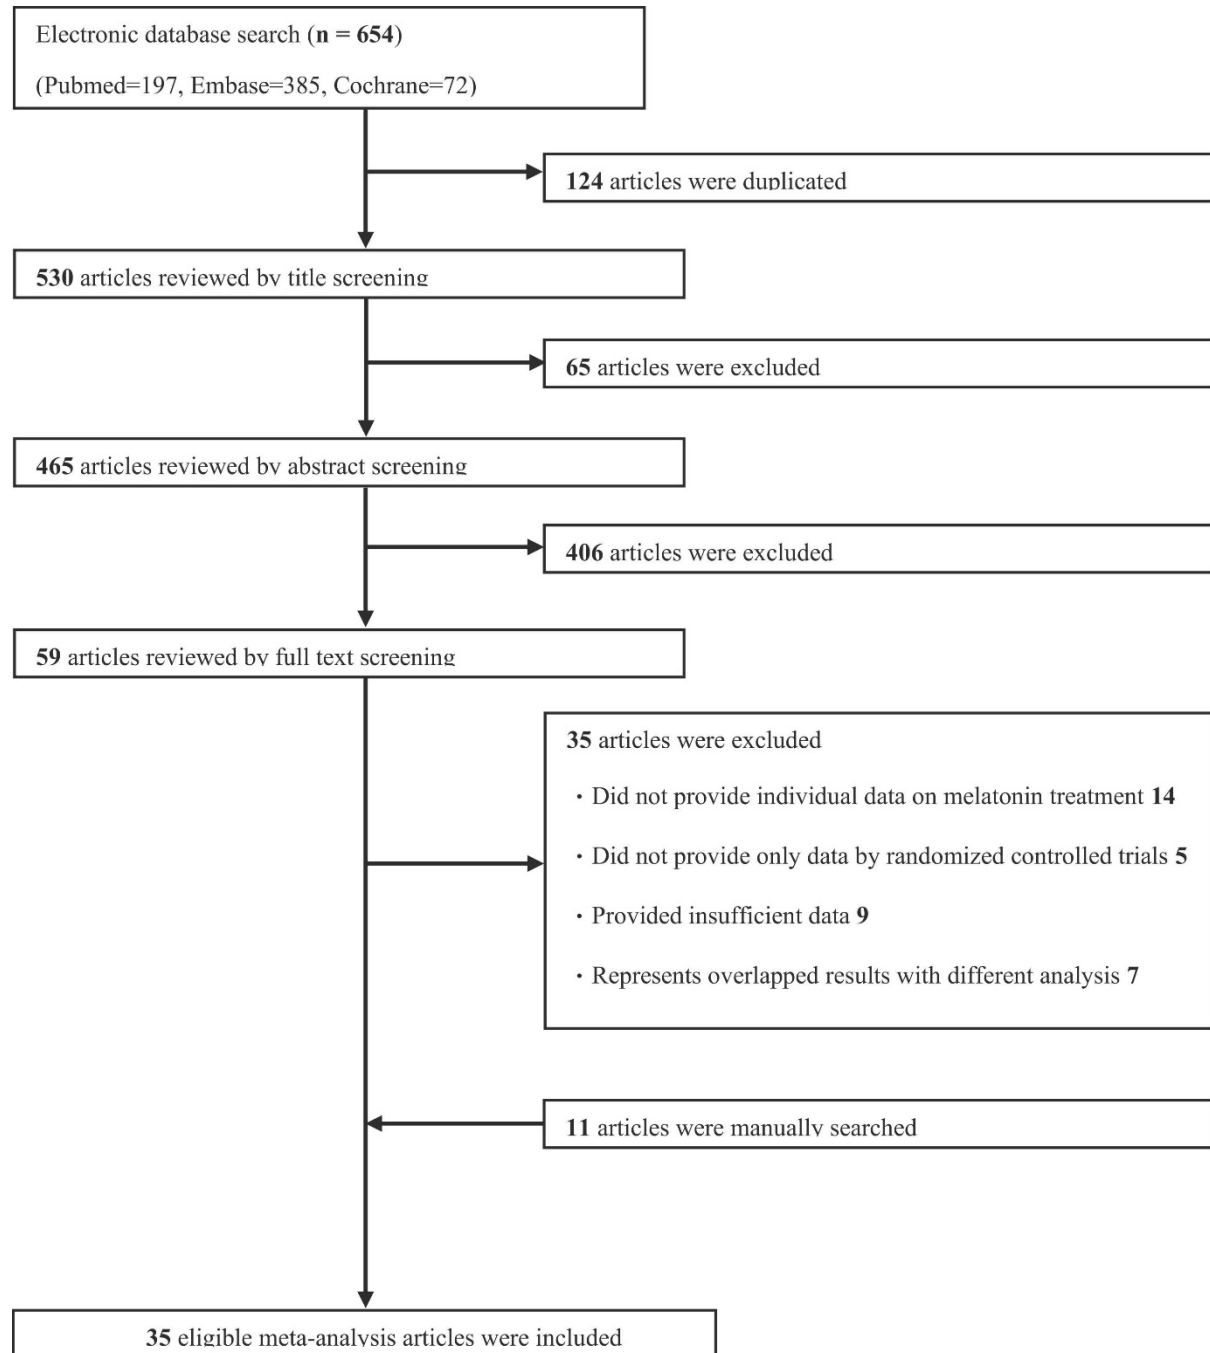 Electronic database search (n = 654)
(Pubmed=197, Embase=385, Cochrane=72)
124 articles were duplicated
530 articles reviewed by title screening
65 articles were excluded
465 articles reviewed by abstract screening
406 articles were excluded
59 articles reviewed by full text screening
35 articles were excluded
・Did not provide individual data on melatonin treatment 14
・Did not provide only data by randomized controlled trials 5
・Provided insufficient data 9
・Represents overlapped results with different analysis 7
11 articles were manually searched
35 eligible meta-analysis articles were included